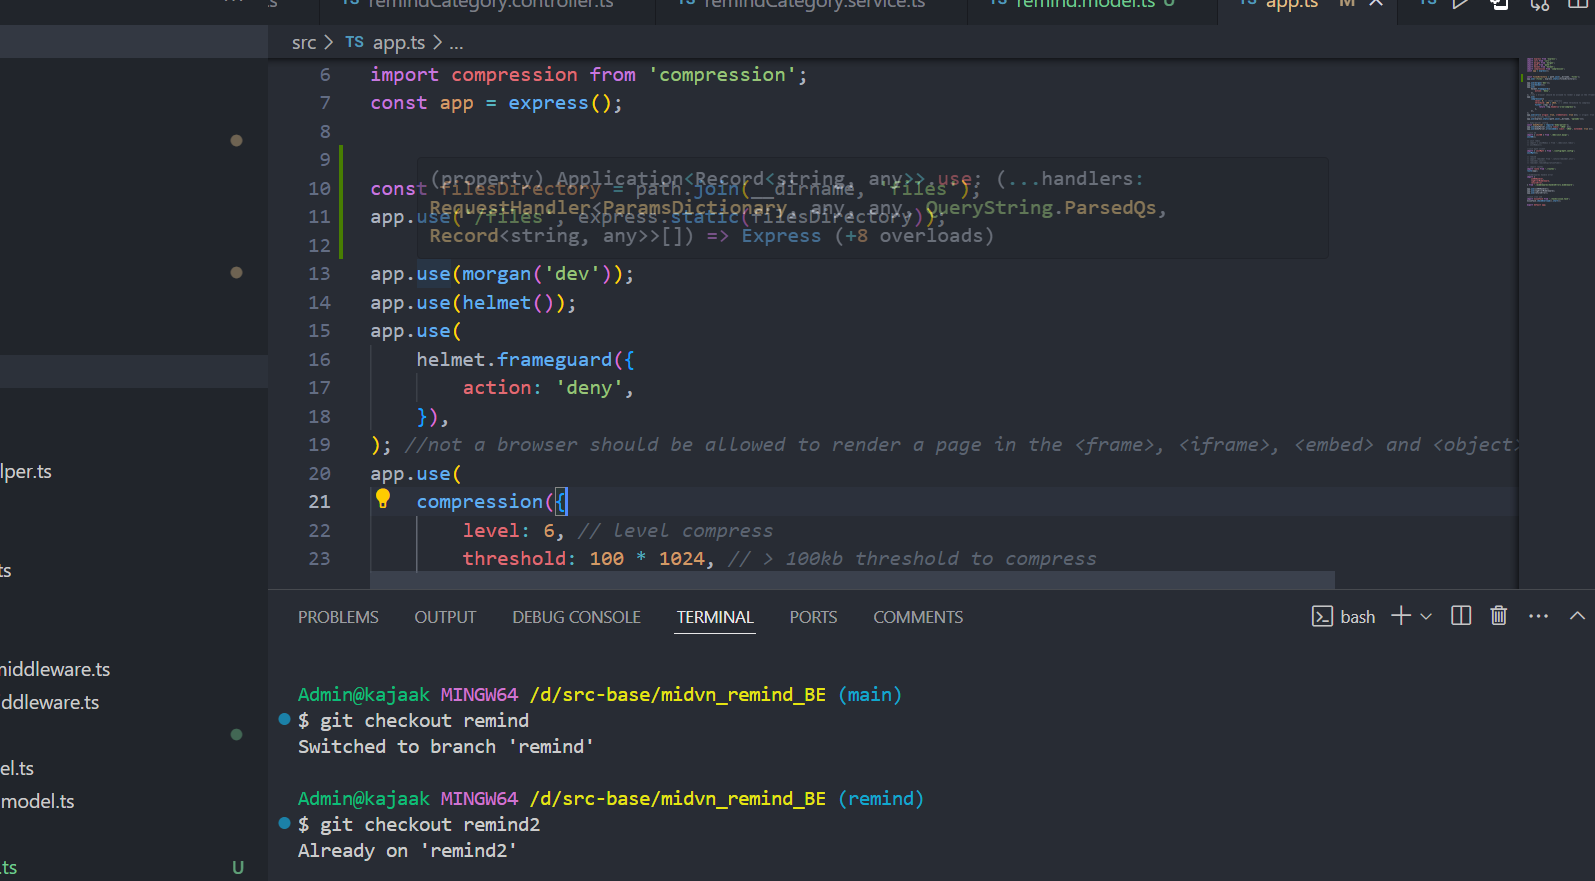 ... s TS remindCategory.controller.ts TS remindCategory.service.ts TS remind.model.ts U TS app.ts M TS
src > TS app.ts > ...
6 import compression from 'compression';
7 const app = express();
8
9
(property) Application<Record<string, any>>.use: (...handlers:
10 const filesDirectory = path.join(__dirname, 'files');
RequestHandler<ParamsDictionary, any, any, QueryString.ParsedQs,
11 app.use('/files', express.static(filesDirectory));
Record<string, any>>[]) => Express (+8 overloads)
12
13 app.use(morgan('dev'));
14 app.use(helmet());
15 app.use(
16 helmet.frameguard({
17 action: 'deny',
18 }),
19 ); //not a browser should be allowed to render a page in the <frame>, <iframe>, <embed> and <object>
20 app.use(
21 compression({
22 level: 6, // level compress
23 threshold: 100 * 1024, // > 100kb threshold to compress
lper.ts
ts
middleware.ts
ddleware.ts
el.ts
model.ts
.ts U
PROBLEMS OUTPUT DEBUG CONSOLE TERMINAL PORTS COMMENTS bash
Admin@kajaak MINGW64 /d/src-base/midvn_remind_BE (main)
$ git checkout remind
Switched to branch 'remind'
Admin@kajaak MINGW64 /d/src-base/midvn_remind_BE (remind)
$ git checkout remind2
Already on 'remind2'